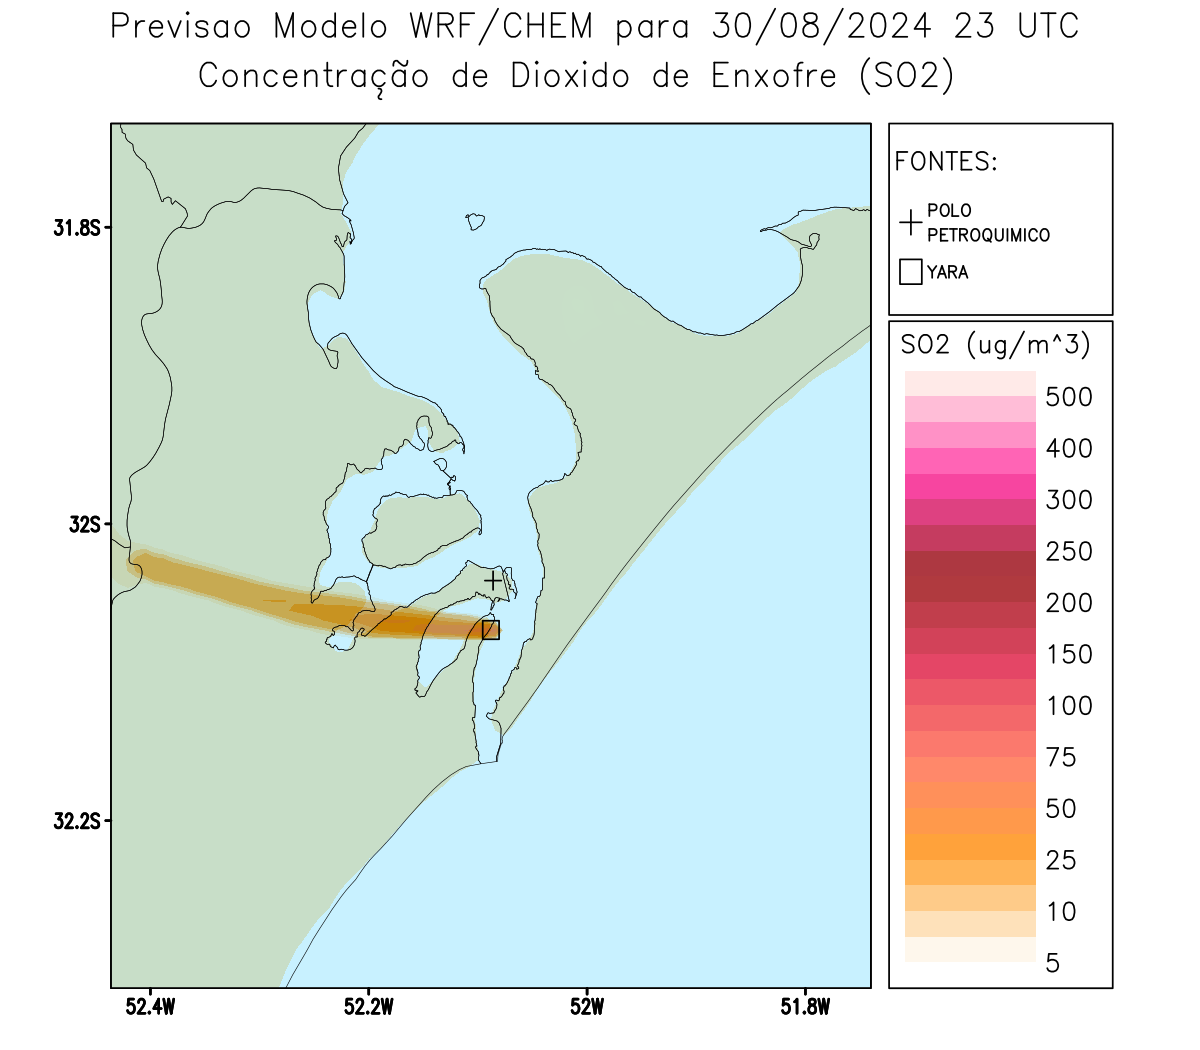 Previsao Modelo WRF/CHEM para 30/08/2024 23 UTC
Concentração de Dioxido de Enxofre (SO2)
FONTES:
POLO
PETROQUIMICO
YARA
31.8S
32S
32.2S
52.4W
52.2W
52W
51.8W
SO2 (ug/m^3)
500
400
300
250
200
150
100
75
50
25
10
5